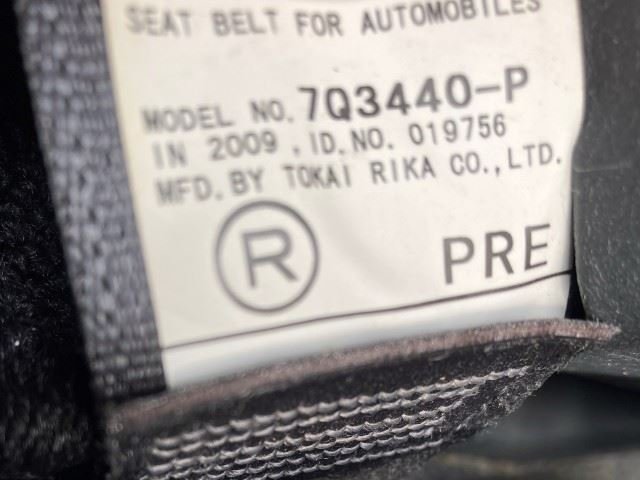 SEAT BELT FOR AUTOMOBILES
MODEL NO. 7Q3440-P
IN 2009 , ID.NO. 019756
MFD. BY TOKAI RIKA CO., LTD.
R PRE